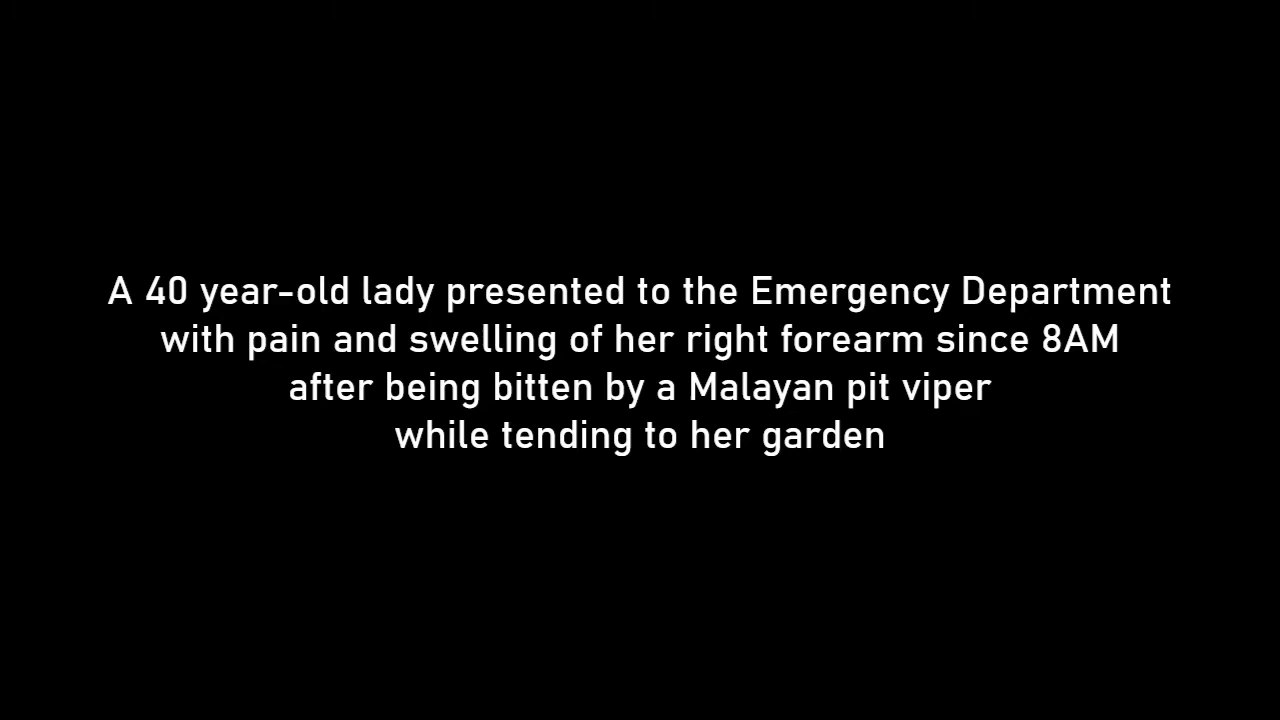 A 40 year-old lady presented to the Emergency Department
with pain and swelling of her right forearm since 8AM
after being bitten by a Malayan pit viper
while tending to her garden